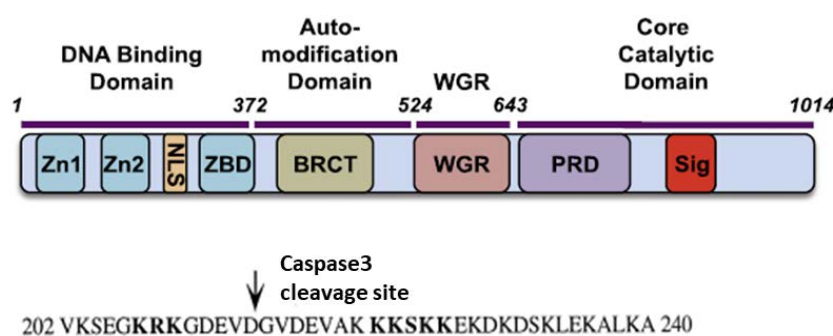 DNA Binding Domain
Auto-modification Domain
WGR
Core Catalytic Domain
1 372 524 643 1014
Zn1 Zn2 NLS ZBD BRCT WGR PRD Sig
Caspase3
cleavage site
202 VKSEGKRKGDEVDGVDEVAK KKSKKEKDKDSKLEKALKA 240